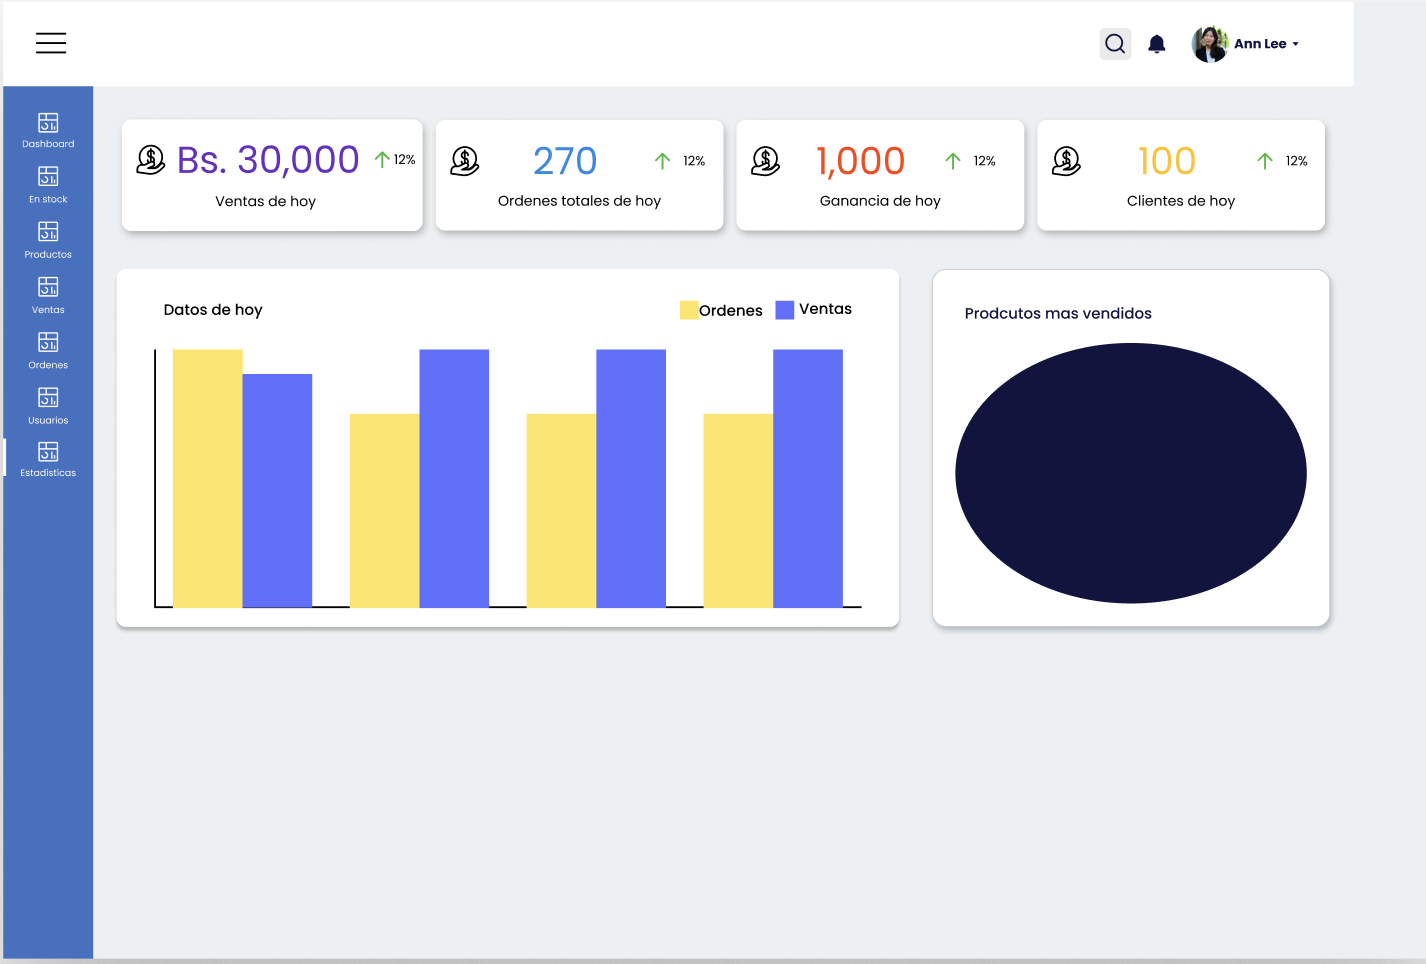 Ann Lee
Dashboard
En stock
Productos
Ventas
Ordenes
Usuarios
Estadísticas
Bs. 30,000 12%
Ventas de hoy
270 12%
Ordenes totales de hoy
1,000 12%
Ganancia de hoy
100 12%
Clientes de hoy
Datos de hoy
Ordenes
Ventas
Prodcutos mas vendidos